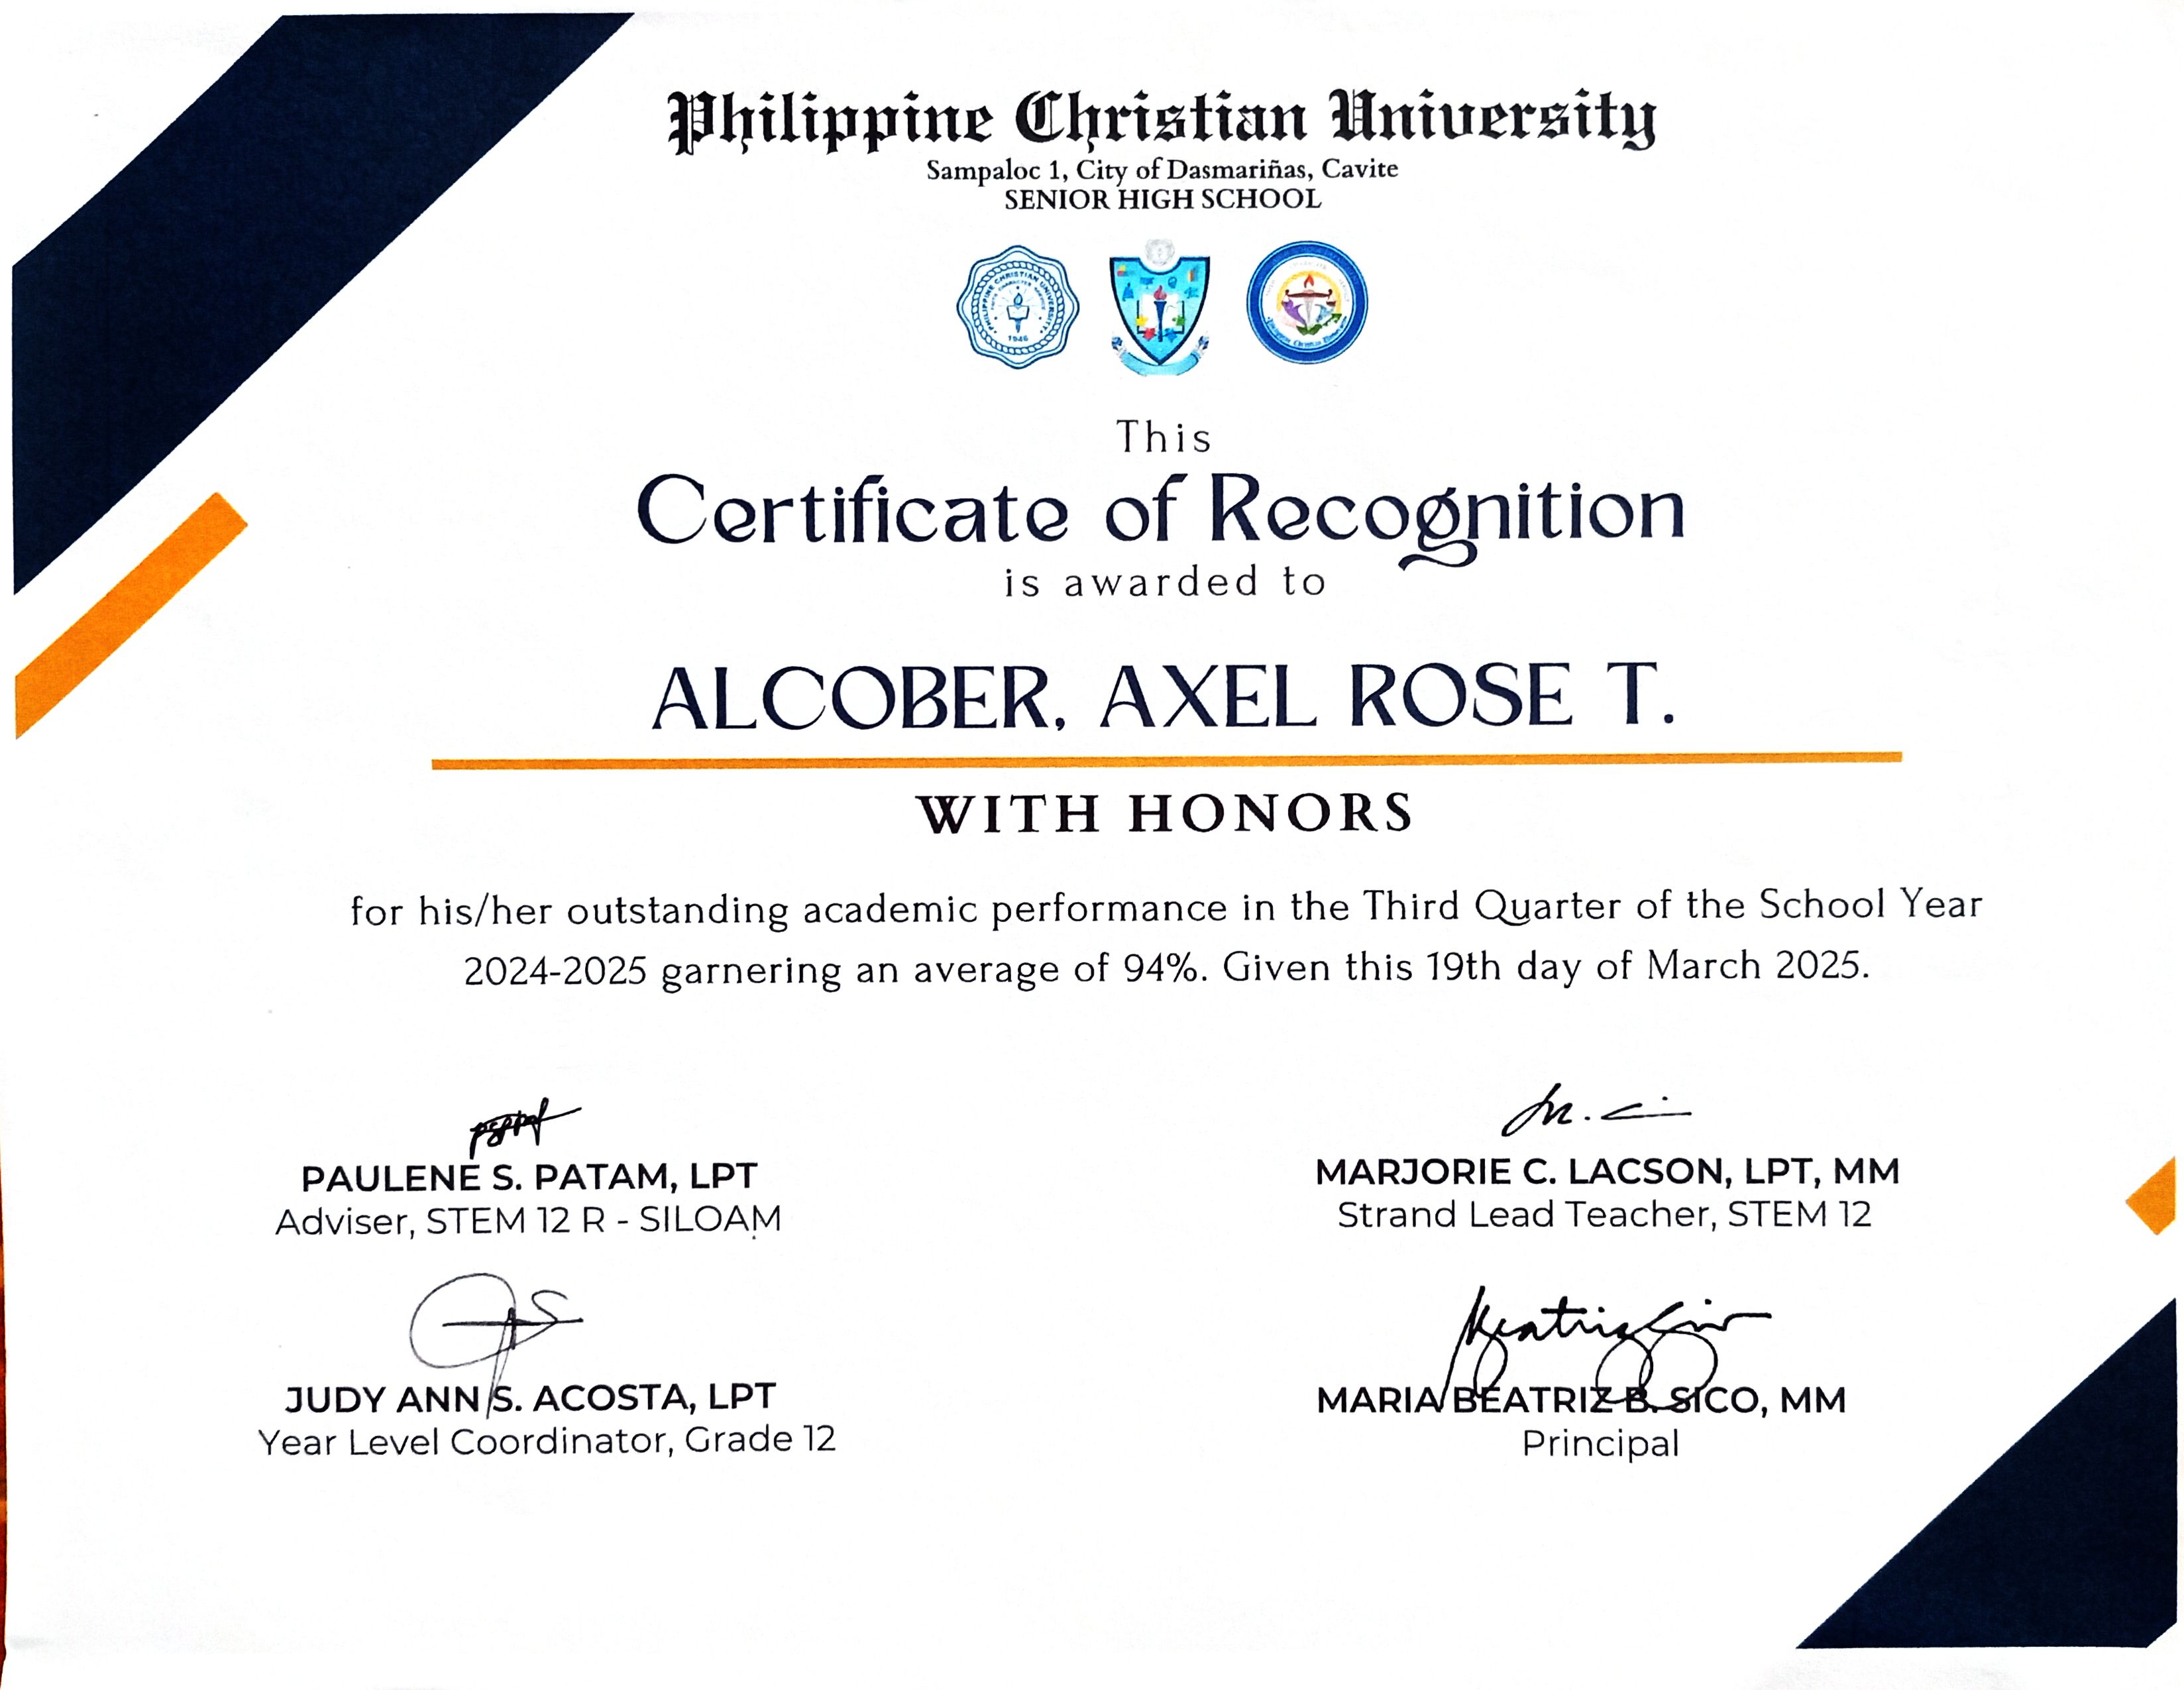 Philippine Christian University
Sampaloc 1, City of Dasmariñas, Cavite
SENIOR HIGH SCHOOL
PHILIPPINE CHRISTIAN UNIVERSITY
1946
This
Certificate of Recognition
is awarded to
ALCOBER, AXEL ROSE T.
WITH HONORS
for his/her outstanding academic performance in the Third Quarter of the School Year
2024-2025 garnering an average of 94%. Given this 19th day of March 2025.
PAULENE S. PATAM, LPT
Adviser, STEM 12 R - SILOAM
MARJORIE C. LACSON, LPT, MM
Strand Lead Teacher, STEM 12
JUDY ANN S. ACOSTA, LPT
Year Level Coordinator, Grade 12
MARIA BEATRIZ B. SICO, MM
Principal